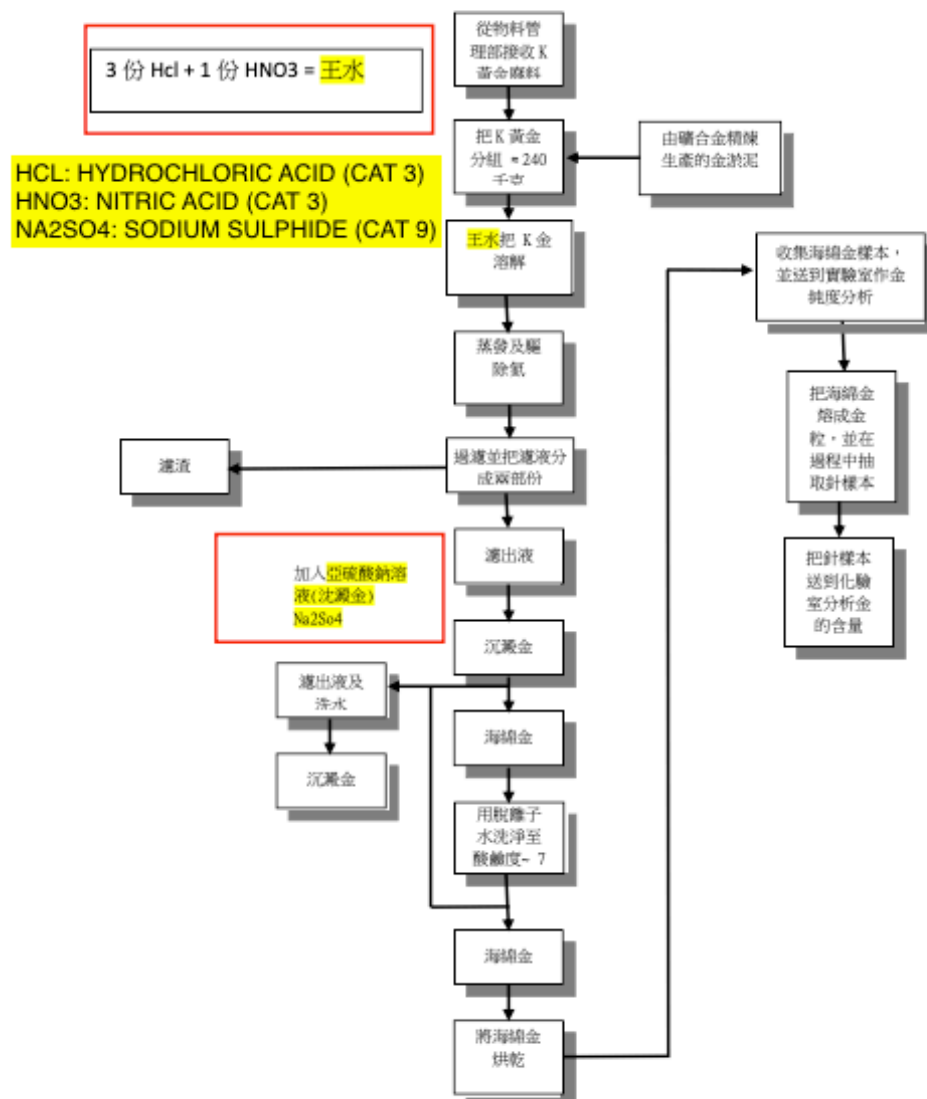 3 份 Hcl + 1 份 HNO3 = 王水
HCL: HYDROCHLORIC ACID (CAT 3)
HNO3: NITRIC ACID (CAT 3)
NA2SO4: SODIUM SULPHIDE (CAT 9)
從物料管
理部接收 K
黃金廢料
把 K 黃金
分組 ≈240
千克
由礦合金精煉
生產的金淤泥
王水把 K 金
溶解
蒸發及驅
除氮
過濾並把濾液分
成兩部份
濾渣
濾出液
加入亞硫酸鈉溶
液(沈澱金)
Na2So4
沉澱金
濾出液及
洗水
沉澱金
海綿金
用脫離子
水洗淨至
酸鹼度~ 7
海綿金
將海綿金
烘乾
收集海綿金樣本，
並送到實驗室作金
純度分析
把海綿金
熔成金
粒，並在
過程中抽
取針樣本
把針樣本
送到化驗
室分析金
的含量